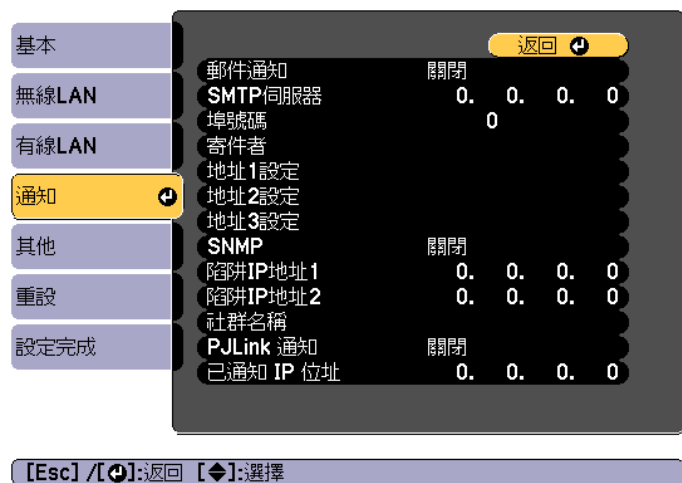 基本
無線LAN
有線LAN
通知
其他
重設
設定完成
返回
郵件通知 關閉
SMTP伺服器 0. 0. 0. 0
埠號碼 0
寄件者
地址1設定
地址2設定
地址3設定
SNMP 關閉
陷阱IP地址1 0. 0. 0. 0
陷阱IP地址2 0. 0. 0. 0
社群名稱
PJLink 通知 關閉
已通知 IP 位址 0. 0. 0. 0
[Esc] /[⏎]:返回 [◆]:選擇